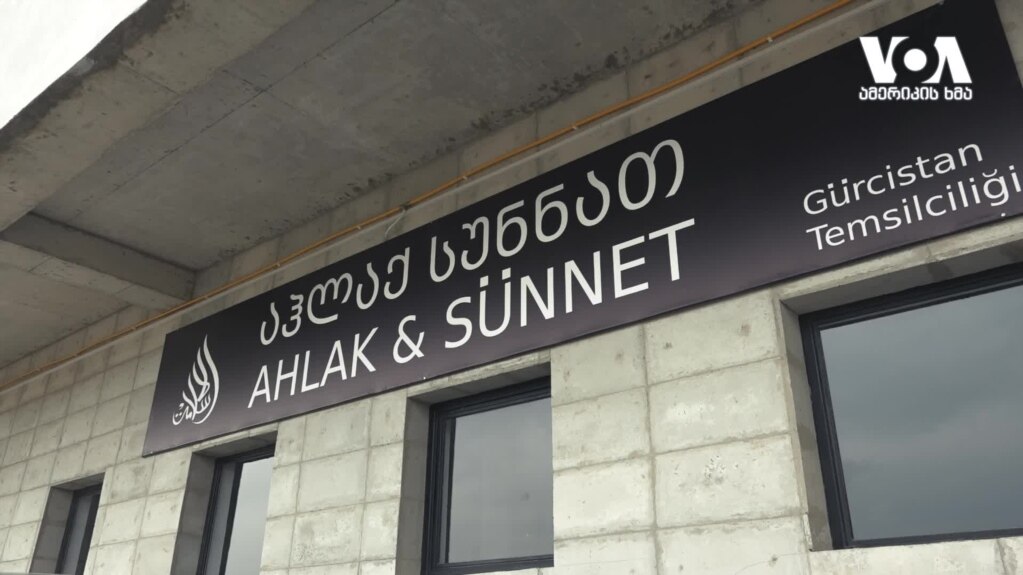 VOA
ამერიკის ხმა
აჰლაქ სუნნათ
AHLAK & SÜNNET
Gürcistan
Temsilciliği